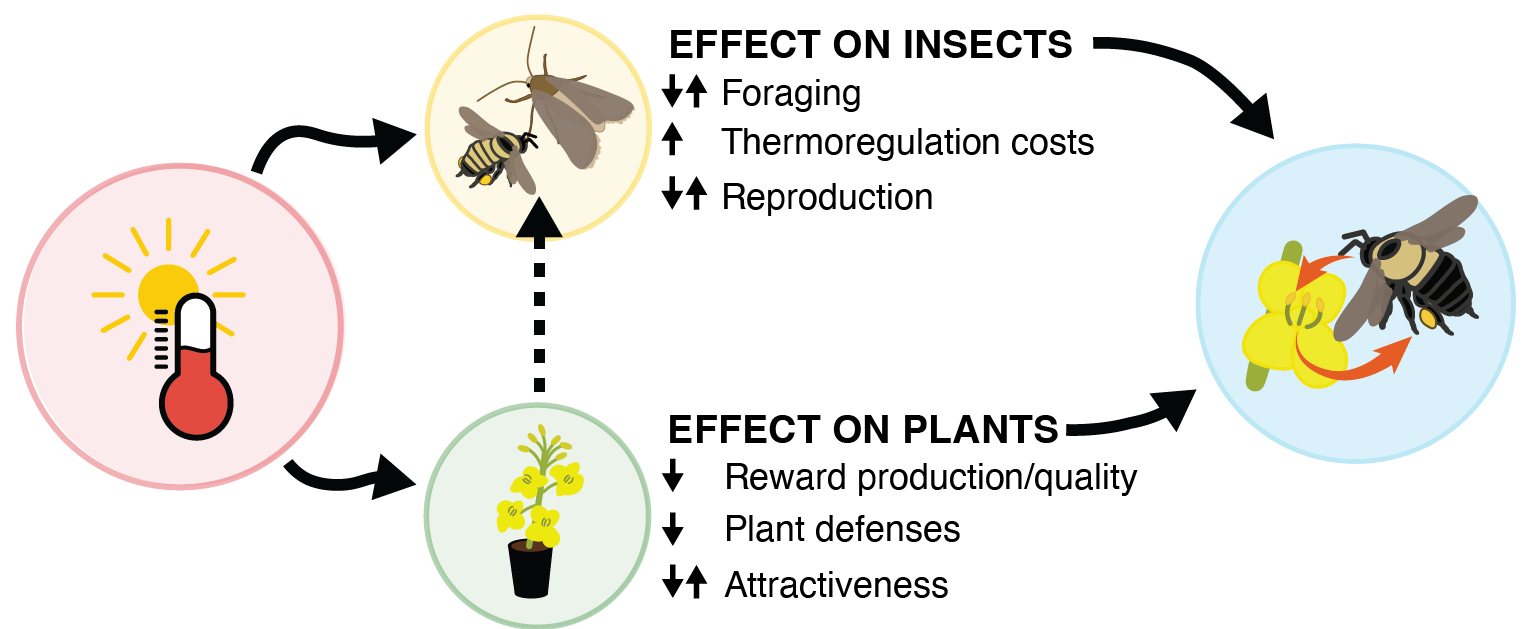 EFFECT ON INSECTS
↓↑ Foraging
↑ Thermoregulation costs
↓↑ Reproduction
EFFECT ON PLANTS
↓ Reward production/quality
↓ Plant defenses
↓↑ Attractiveness